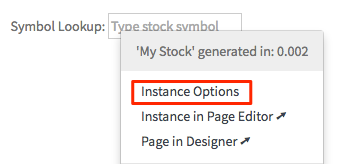 Symbol Lookup: Type stock symbol
'My Stock' generated in: 0.002
Instance Options
Instance in Page Editor ➚
Page in Designer ➚